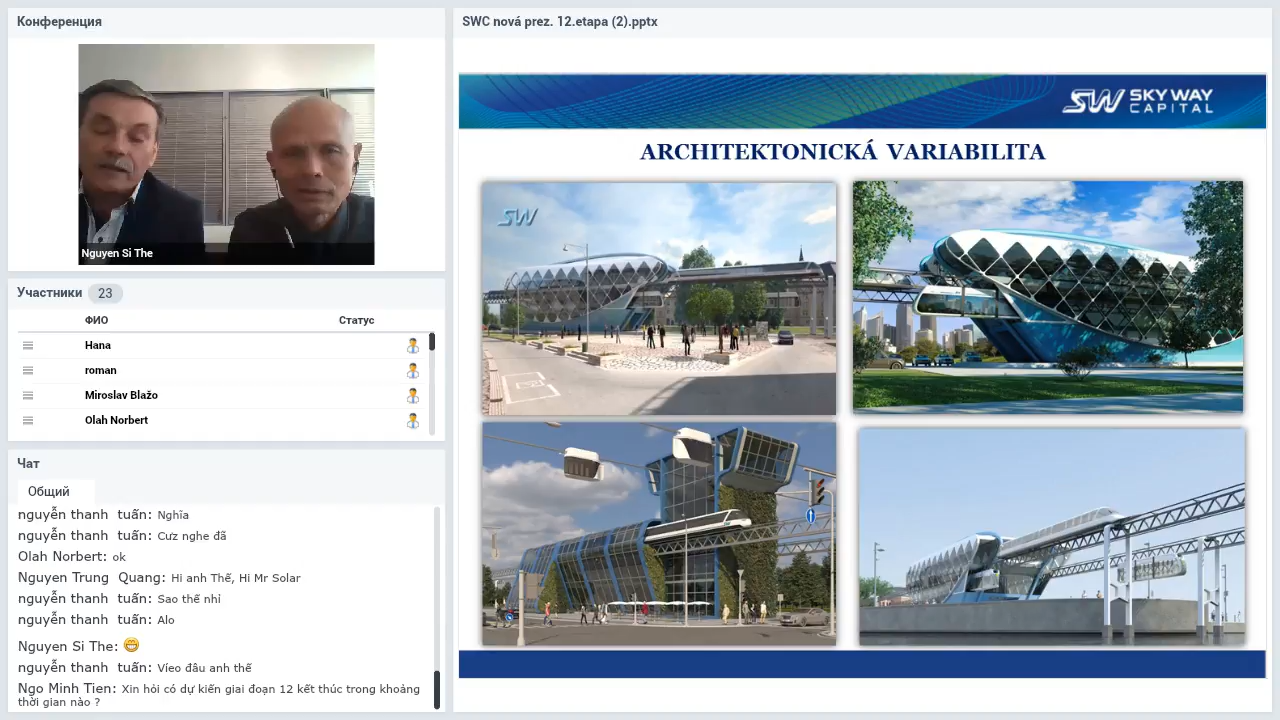 Конференция
Nguyen Si The
Участники 23
ФИО Статус
Hana
roman
Miroslav Blažo
Olah Norbert
Чат
Общий
nguyễn thanh tuấn: Nghĩa
nguyễn thanh tuấn: Cưz nghe đã
Olah Norbert: ok
Nguyen Trung Quang: Hi anh Thế, Hi Mr Solar
nguyễn thanh tuấn: Sao thế nhỉ
nguyễn thanh tuấn: Alo
Nguyen Si The:
nguyễn thanh tuấn: Víeo đâu anh thế
Ngo Minh Tien: Xin hỏi có dự kiến giai đoạn 12 kết thúc trong khoảng
thời gian nào ?
SWC nová prez. 12.etapa (2).pptx
SW SKY WAY
CAPITAL
ARCHITEKTONICKÁ VARIABILITA
SW